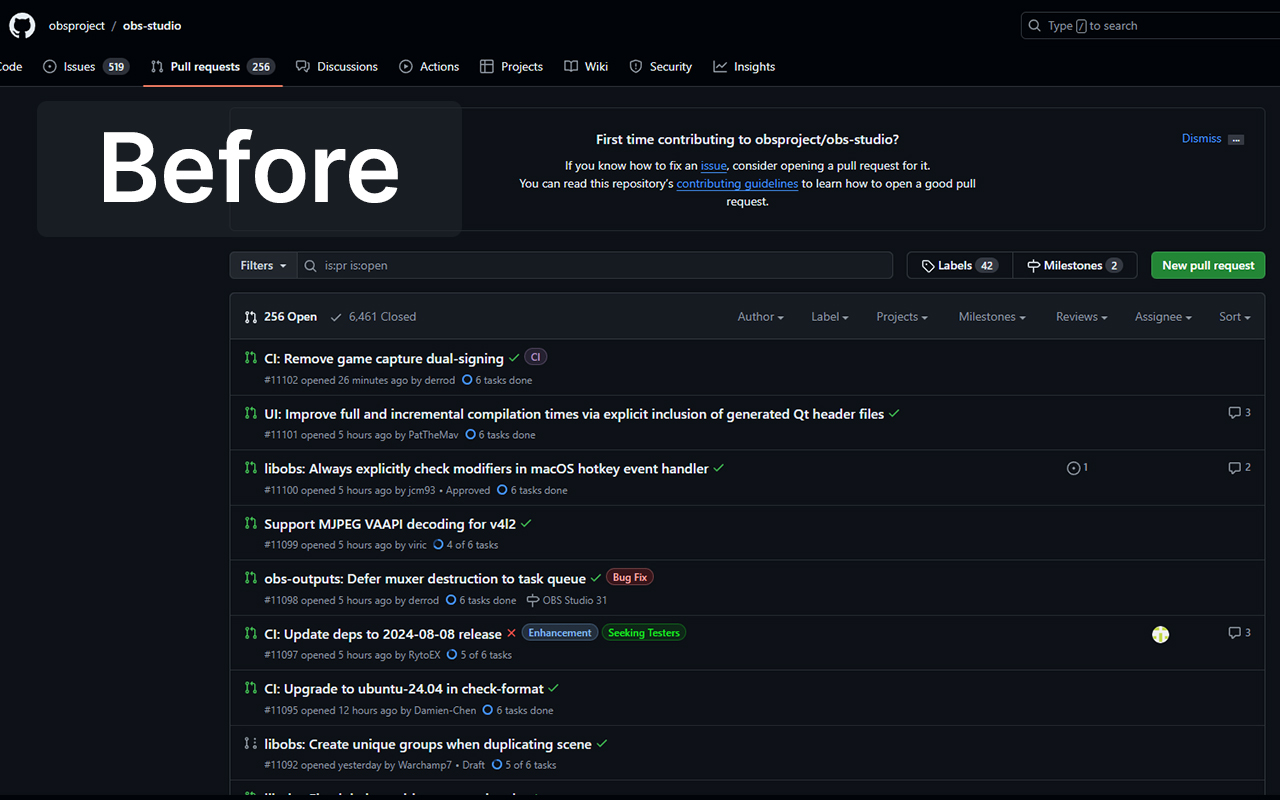 obsproject / obs-studio
Type / to search
Code
Issues 519
Pull requests 256
Discussions
Actions
Projects
Wiki
Security
Insights
Before
First time contributing to obsproject/obs-studio?
Dismiss ...
If you know how to fix an issue, consider opening a pull request for it.
You can read this repository's contributing guidelines to learn how to open a good pull
request.
Filters
is:pr is:open
Labels 42
Milestones 2
New pull request
256 Open
6,461 Closed
Author
Label
Projects
Milestones
Reviews
Assignee
Sort
CI: Remove game capture dual-signing CI
#11102 opened 26 minutes ago by derrod 6 tasks done
UI: Improve full and incremental compilation times via explicit inclusion of generated Qt header files 3
#11101 opened 5 hours ago by PatTheMav 6 tasks done
libobs: Always explicitly check modifiers in macOS hotkey event handler 1 2
#11100 opened 5 hours ago by jcm93 • Approved 6 tasks done
Support MJPEG VAAPI decoding for v4l2
#11099 opened 5 hours ago by viric 4 of 6 tasks
obs-outputs: Defer muxer destruction to task queue Bug Fix
#11098 opened 5 hours ago by derrod 6 tasks done OBS Studio 31
CI: Update deps to 2024-08-08 release Enhancement Seeking Testers 3
#11097 opened 5 hours ago by RytoEX 5 of 6 tasks
CI: Upgrade to ubuntu-24.04 in check-format
#11095 opened 12 hours ago by Damien-Chen 6 tasks done
libobs: Create unique groups when duplicating scene
#11092 opened yesterday by Warchamp7 • Draft 5 of 6 tasks